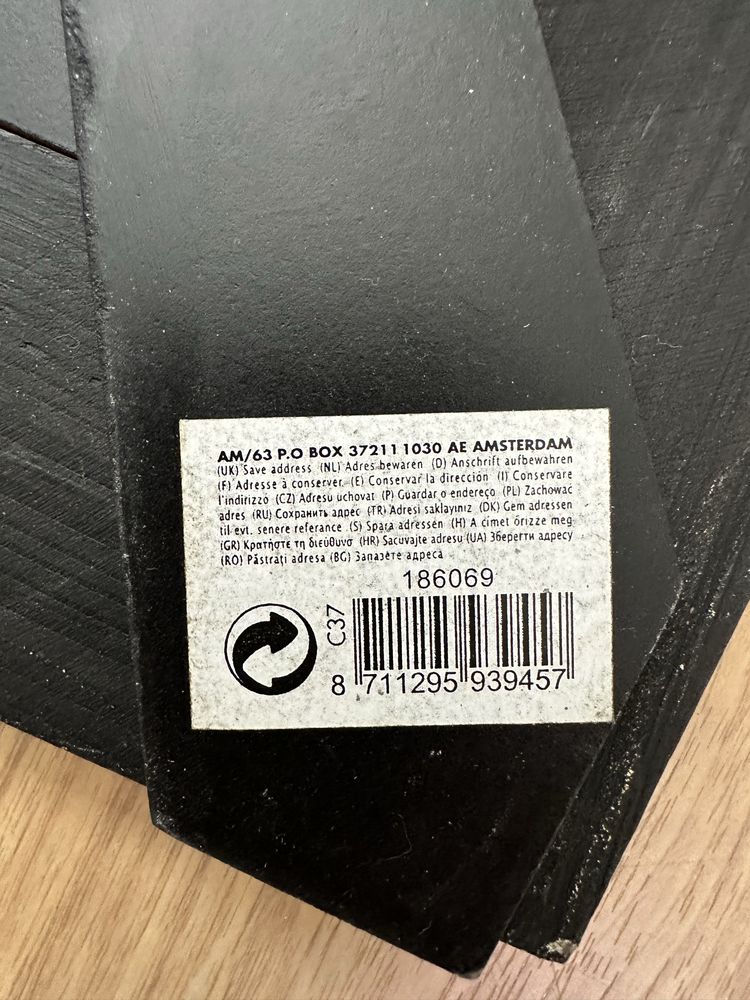 AM/63 P.O BOX 37211 1030 AE AMSTERDAM
(UK) Save address (NL) Adres bewaren (D) Anschrift aufbewahren
(F) Adresse à conserver (E) Conservar la dirección (I) Conservare
l'indirizzó (CZ) Adresu uchovat (P) Guardar o endereço (PL) Zachować
adres (RU) Сохранить адрес (TR) Adresi saklayınız (DK) Gem adressen
til evt. senere referance (S) Spara adressén (H) A címet őrizze meg
(GR) Κρατήστε τη διεύθυνσ (HR) Sacuvajte adresu (UA) Зберегти адресу
(RO) Păstrați adresa (BG) Запазете адреса
186069
C37
8 711295 939457